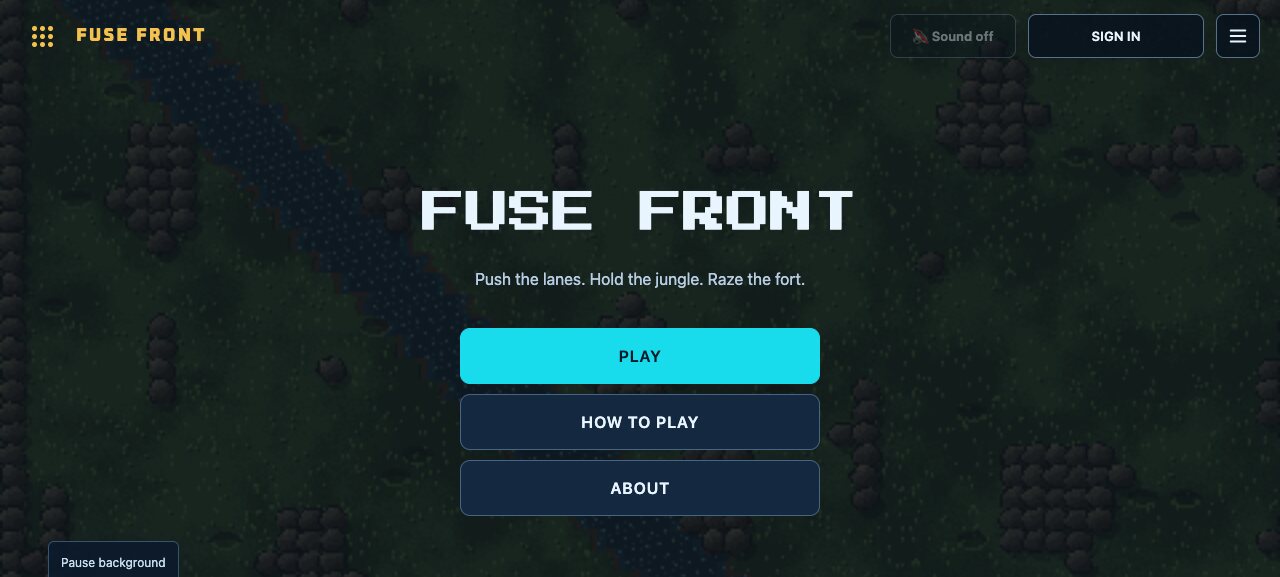 FUSE FRONT
Sound off
SIGN IN
FUSE FRONT
Push the lanes. Hold the jungle. Raze the fort.
PLAY
HOW TO PLAY
ABOUT
Pause background